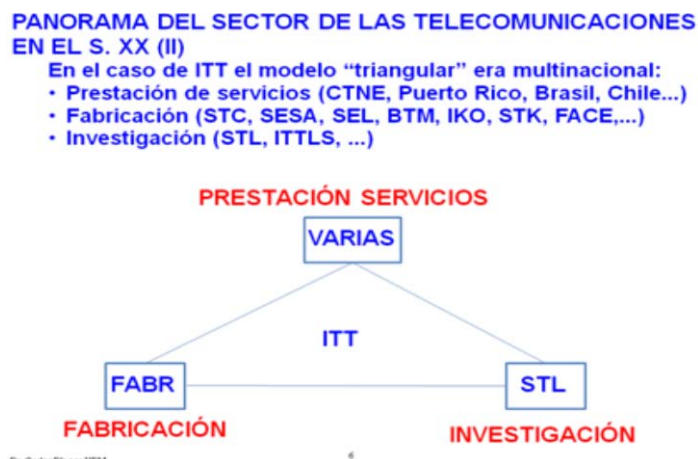 PANORAMA DEL SECTOR DE LAS TELECOMUNICACIONES
EN EL S. XX (II)
En el caso de ITT el modelo “triangular” era multinacional:
• Prestación de servicios (CTNE, Puerto Rico, Brasil, Chile...)
• Fabricación (STC, SESA, SEL, BTM, IKO, STK, FACE,...)
• Investigación (STL, ITTLS, ...)
PRESTACIÓN SERVICIOS
VARIAS
ITT
FABR
STL
FABRICACIÓN
INVESTIGACIÓN
6